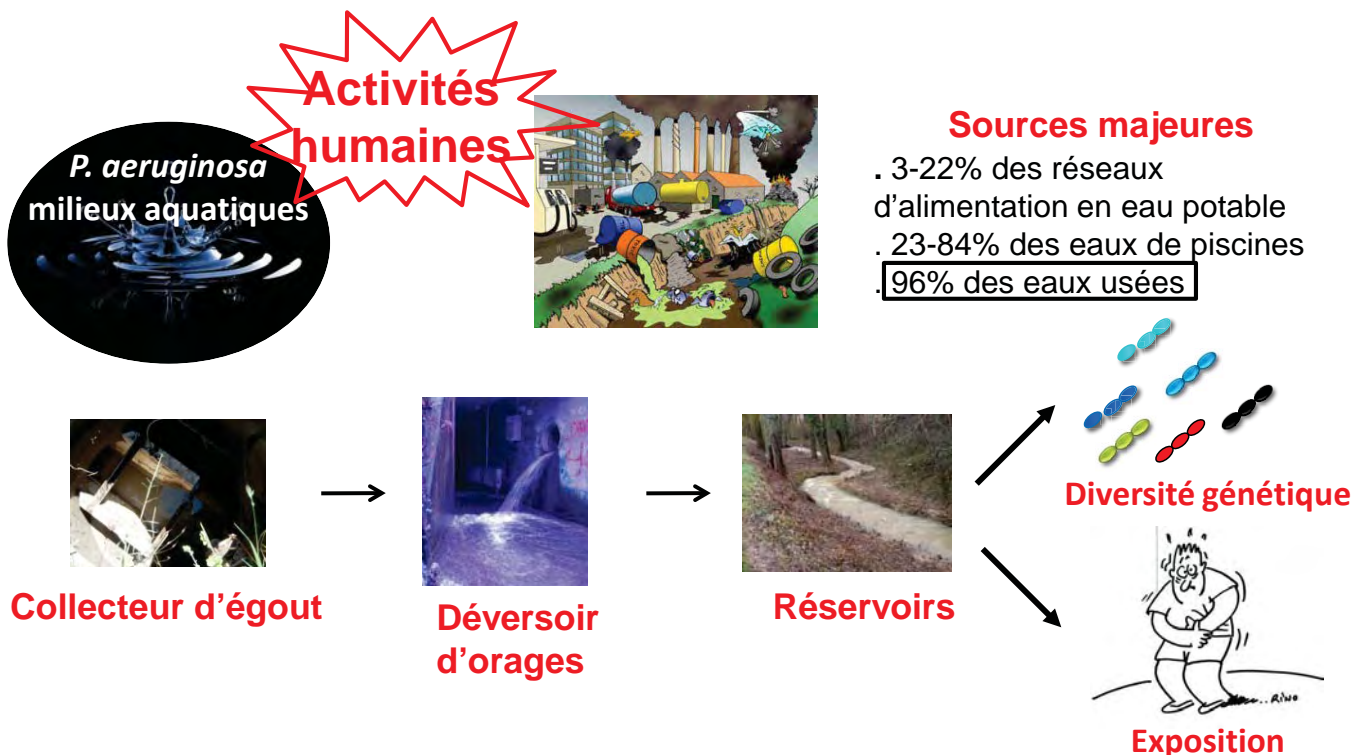 Activités
humaines
P. aeruginosa
milieux aquatiques
Sources majeures
. 3-22% des réseaux
d’alimentation en eau potable
. 23-84% des eaux de piscines
. 96% des eaux usées
Diversité génétique
Collecteur d’égout
Déversoir
d’orages
Réservoirs
RiNO
Exposition